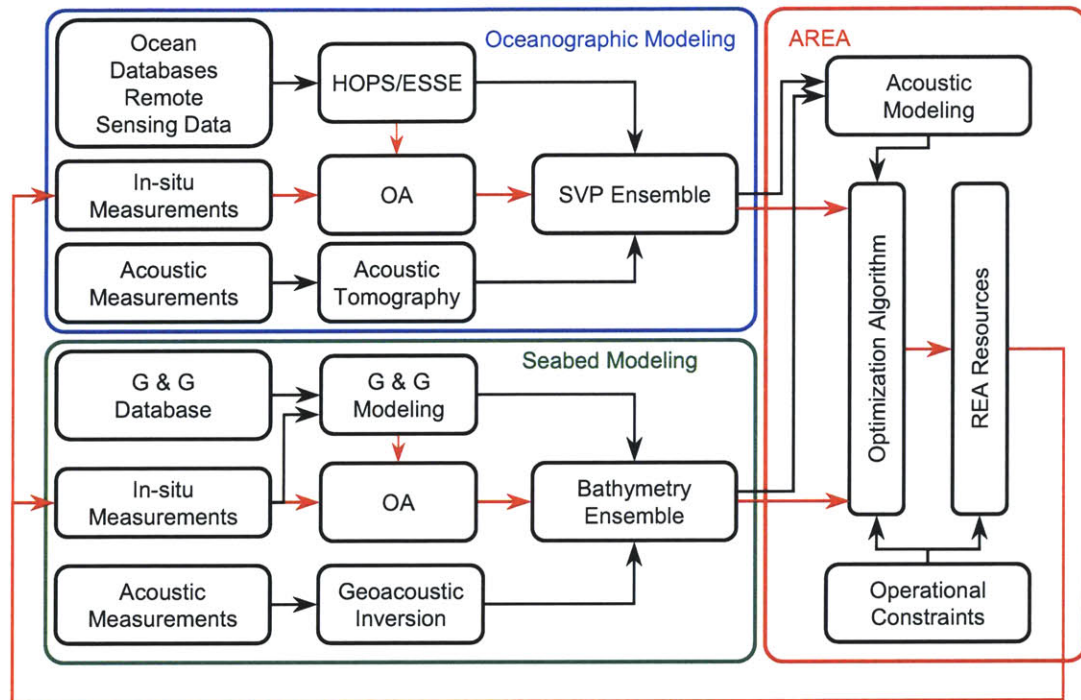 Oceanographic Modeling
Ocean
Databases
Remote
Sensing Data
HOPS/ESSE
In-situ
Measurements
OA
SVP Ensemble
Acoustic
Measurements
Acoustic
Tomography
Seabed Modeling
G & G
Database
G & G
Modeling
In-situ
Measurements
OA
Bathymetry
Ensemble
Acoustic
Measurements
Geoacoustic
Inversion
AREA
Acoustic
Modeling
Optimization Algorithm
REA Resources
Operational
Constraints